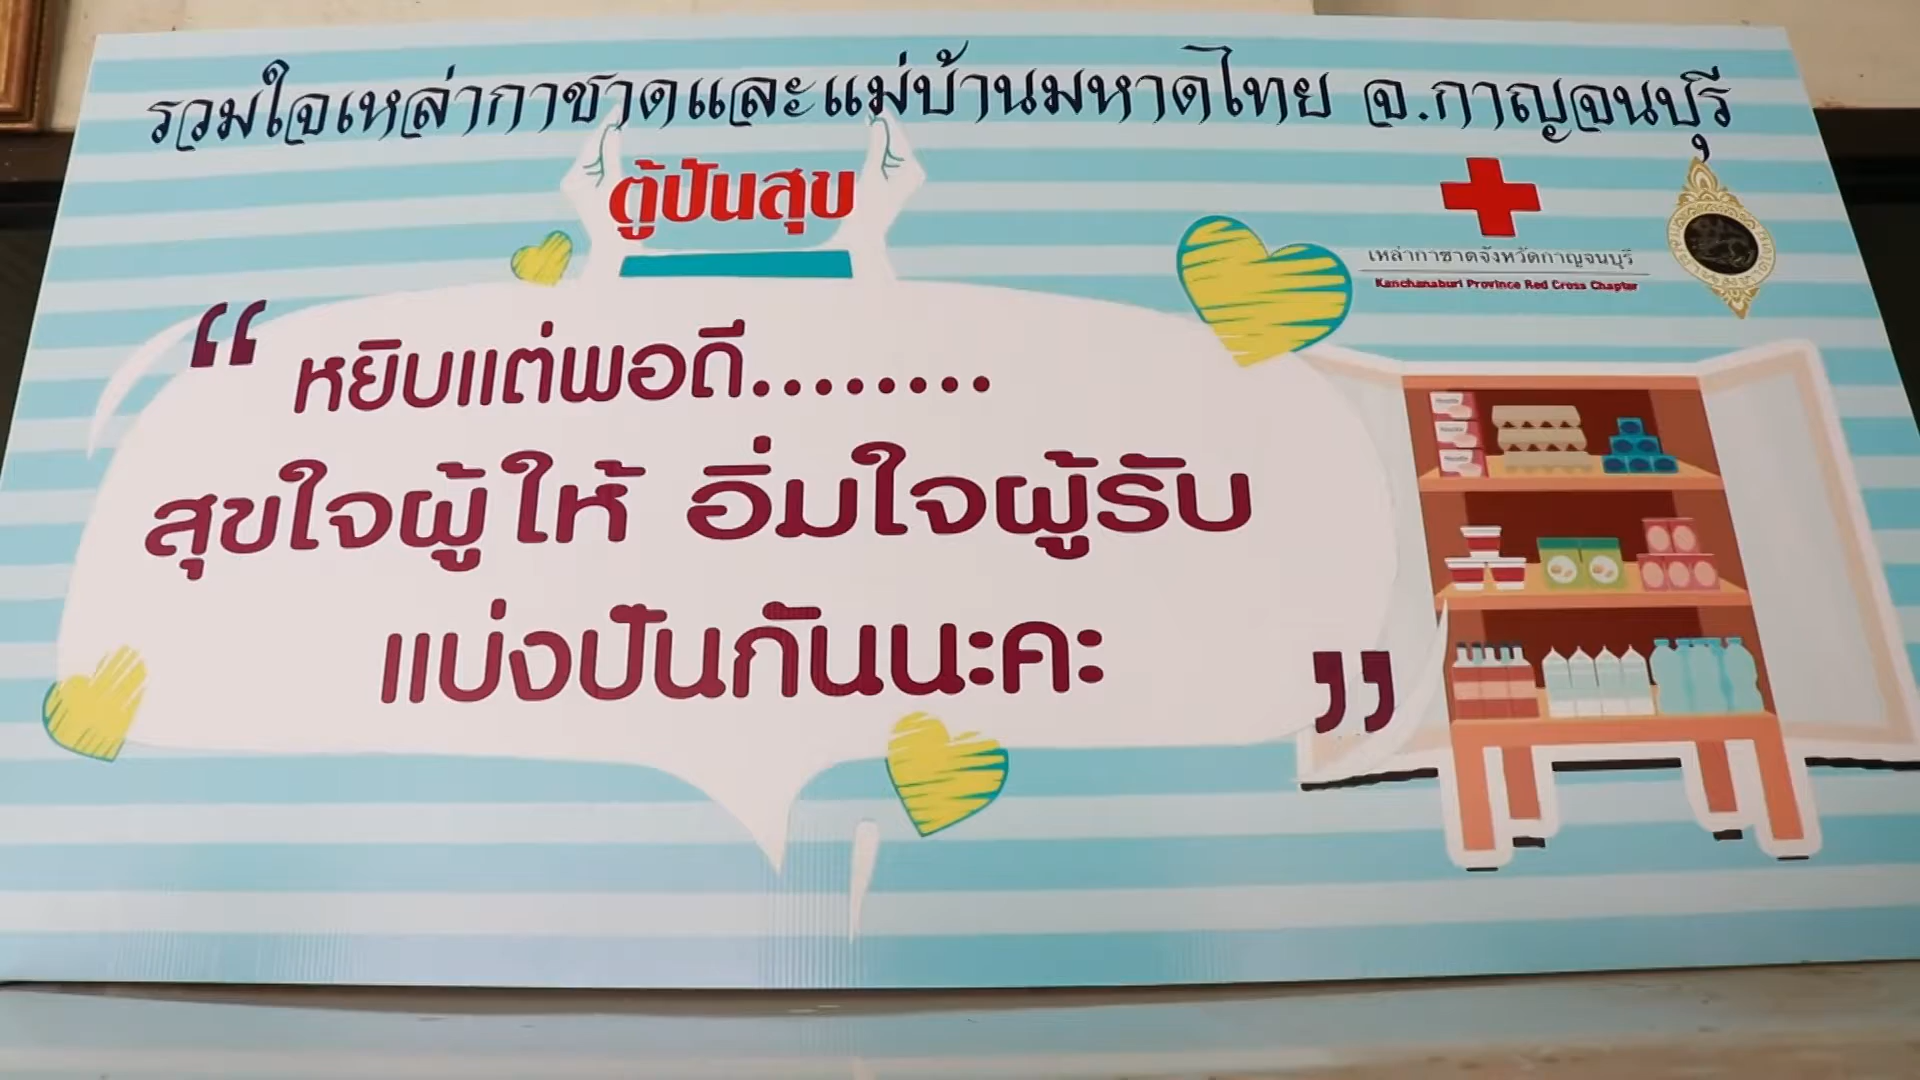 รวมใจเหล่ากาชาดและแม่บ้านมหาดไทย จ.กาญจนบุรี
ตู้ปันสุข
เหล่ากาชาดจังหวัดกาญจนบุรี
Kanchanaburi Province Red Cross Chapter
“ หยิบแต่พอดี........
สุขใจผู้ให้ อิ่มใจผู้รับ
แบ่งปันกันนะคะ ”